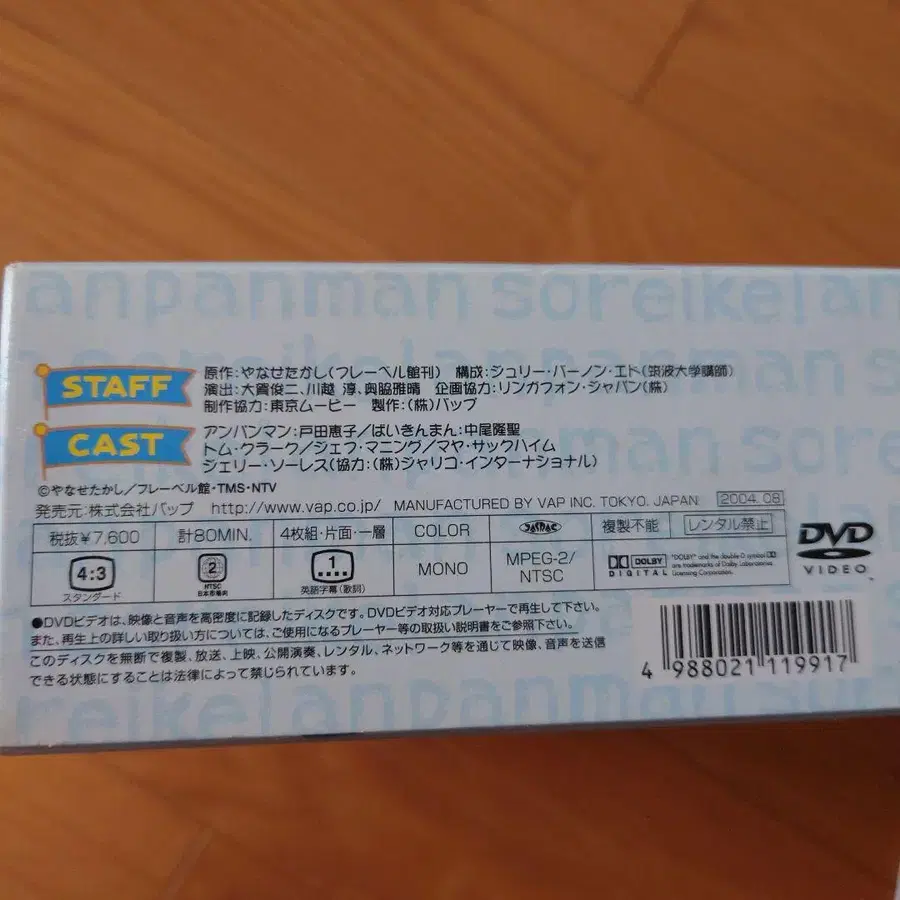 anpanman soreike! an
STAFF
原作：やなせたかし（フレーベル館刊） 構成：シュリー・バーノン・エド（筑波大学講師）
演出：大賀俊二、川越 淳、奥脇雅晴 企画協力：リンガフォン・ジャパン（株）
制作協力：東京ムービー 製作：（株）バップ
CAST
アンパンマン：戸田恵子／ばいきんまん：中尾隆聖
トム・クラーク／ジェフ・マニング／マヤ・サックハイム
ジェリー・ソーレス（協力：（株）ジャリコ・インターナショナル）
©やなせたかし／フレーベル館・TMS・NTV
発売元：株式会社バップ http://www.vap.co.jp/ MANUFACTURED BY VAP INC. TOKYO. JAPAN 2004.08
税抜¥7,600 計80MIN. 4枚組・片面・一層 COLOR JASRAC 複製不能 レンタル禁止
4:3 スタンダード 2 NTSC 日本市場向 1 英語字幕（歌詞） MONO MPEG-2/NTSC DOLBY DIGITAL
"DOLBY" and the double-D symbol are trademarks of Dolby Laboratories Licensing Corporation.
DVD VIDEO
●DVDビデオは、映像と音声を高密度に記録したディスクです。DVDビデオ対応プレーヤーで再生して下さい。
また、再生上の詳しい取り扱い方については、ご使用になるプレーヤー等の取扱い説明書をご参照下さい。
このディスクを無断で複製、放送、上映、公開演奏、レンタル、ネットワーク等を通じて映像、音声を送信
できる状態にすることは法律によって禁じられています。
4 988021 119917
reike! anpanman sor